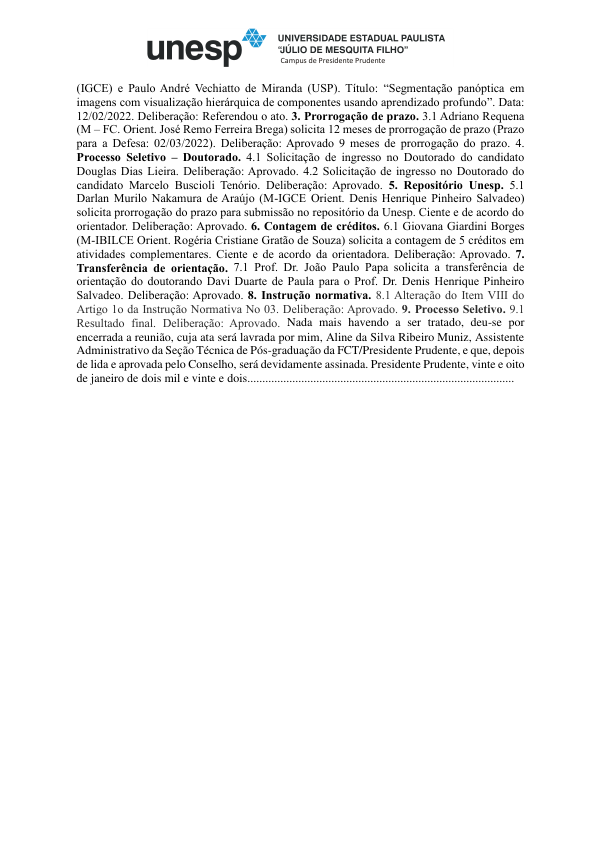 unesp
UNIVERSIDADE ESTADUAL PAULISTA
"JÚLIO DE MESQUITA FILHO"
Campus de Presidente Prudente
(IGCE) e Paulo André Vechiatto de Miranda (USP). Título: “Segmentação panóptica em
imagens com visualização hierárquica de componentes usando aprendizado profundo”. Data:
12/02/2022. Deliberação: Referendou o ato. 3. Prorrogação de prazo. 3.1 Adriano Requena
(M – FC. Orient. José Remo Ferreira Brega) solicita 12 meses de prorrogação de prazo (Prazo
para a Defesa: 02/03/2022). Deliberação: Aprovado 9 meses de prorrogação do prazo. 4.
Processo Seletivo – Doutorado. 4.1 Solicitação de ingresso no Doutorado do candidato
Douglas Dias Lieira. Deliberação: Aprovado. 4.2 Solicitação de ingresso no Doutorado do
candidato Marcelo Buscioli Tenório. Deliberação: Aprovado. 5. Repositório Unesp. 5.1
Darlan Murilo Nakamura de Araújo (M-IGCE Orient. Denis Henrique Pinheiro Salvadeo)
solicita prorrogação do prazo para submissão no repositório da Unesp. Ciente e de acordo do
orientador. Deliberação: Aprovado. 6. Contagem de créditos. 6.1 Giovana Giardini Borges
(M-IBILCE Orient. Rogéria Cristiane Gratão de Souza) solicita a contagem de 5 créditos em
atividades complementares. Ciente e de acordo da orientadora. Deliberação: Aprovado. 7.
Transferência de orientação. 7.1 Prof. Dr. João Paulo Papa solicita a transferência de
orientação do doutorando Davi Duarte de Paula para o Prof. Dr. Denis Henrique Pinheiro
Salvadeo. Deliberação: Aprovado. 8. Instrução normativa. 8.1 Alteração do Item VIII do
Artigo 1o da Instrução Normativa No 03. Deliberação: Aprovado. 9. Processo Seletivo. 9.1
Resultado final. Deliberação: Aprovado. Nada mais havendo a ser tratado, deu-se por
encerrada a reunião, cuja ata será lavrada por mim, Aline da Silva Ribeiro Muniz, Assistente
Administrativo da Seção Técnica de Pós-graduação da FCT/Presidente Prudente, e que, depois
de lida e aprovada pelo Conselho, será devidamente assinada. Presidente Prudente, vinte e oito
de janeiro de dois mil e vinte e dois.........................................................................................